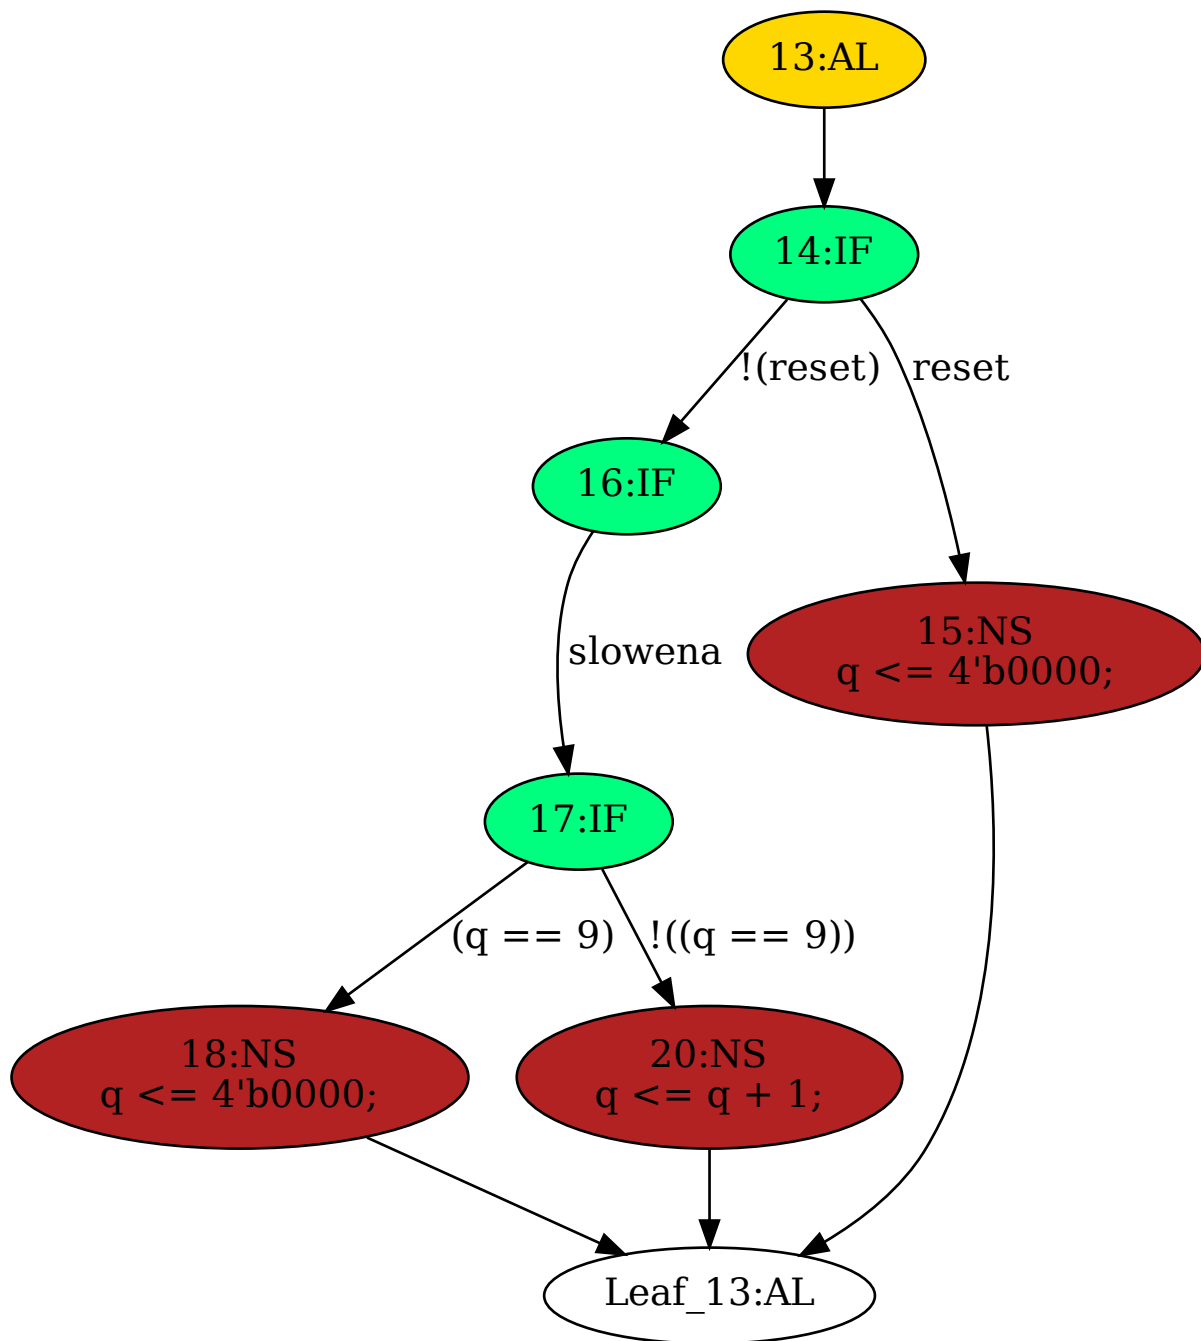 13:AL
14:IF
!(reset)
reset
16:IF
15:NS
q <= 4'b0000;
slowena
17:IF
(q == 9)
!((q == 9))
18:NS
q <= 4'b0000;
20:NS
q <= q + 1;
Leaf_13:AL